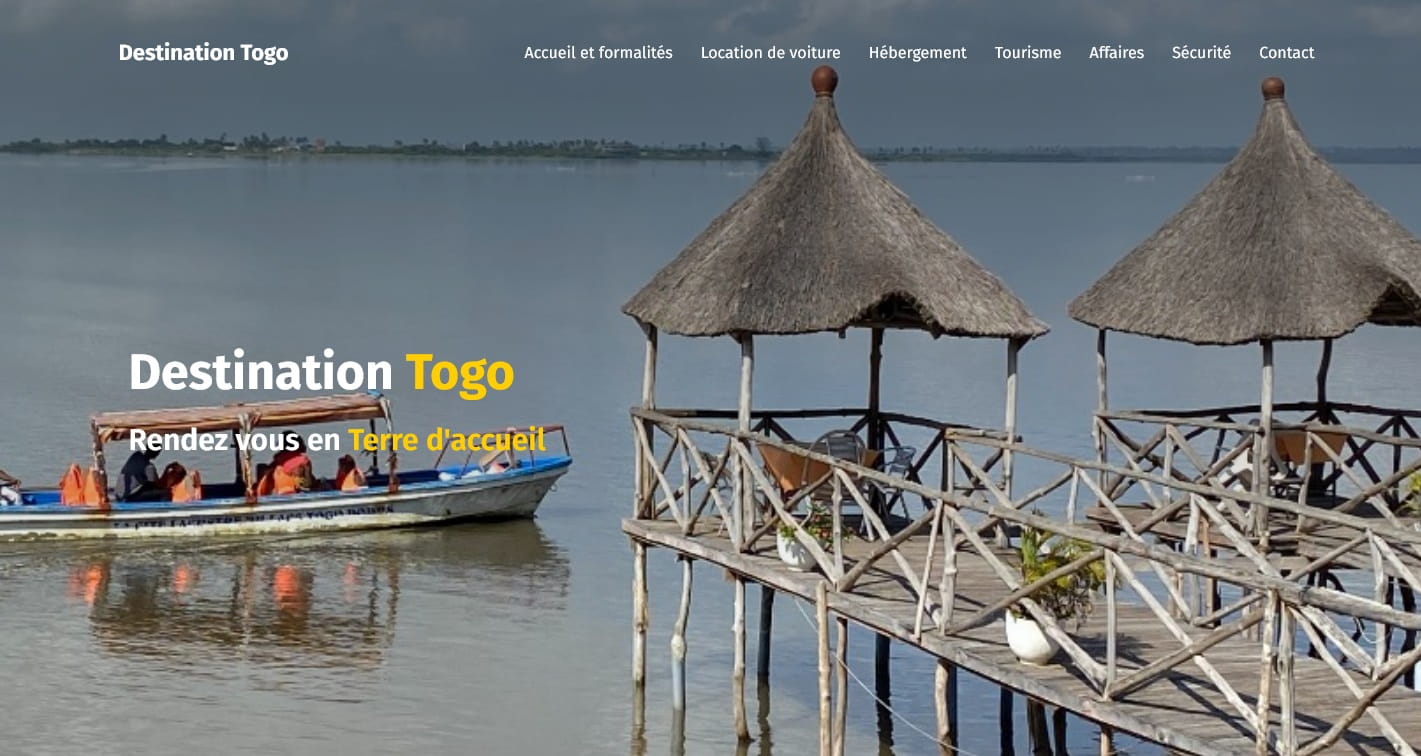 Destination Togo
Accueil et formalités Location de voiture Hébergement Tourisme Affaires Sécurité Contact
Destination Togo
Rendez vous en Terre d'accueil